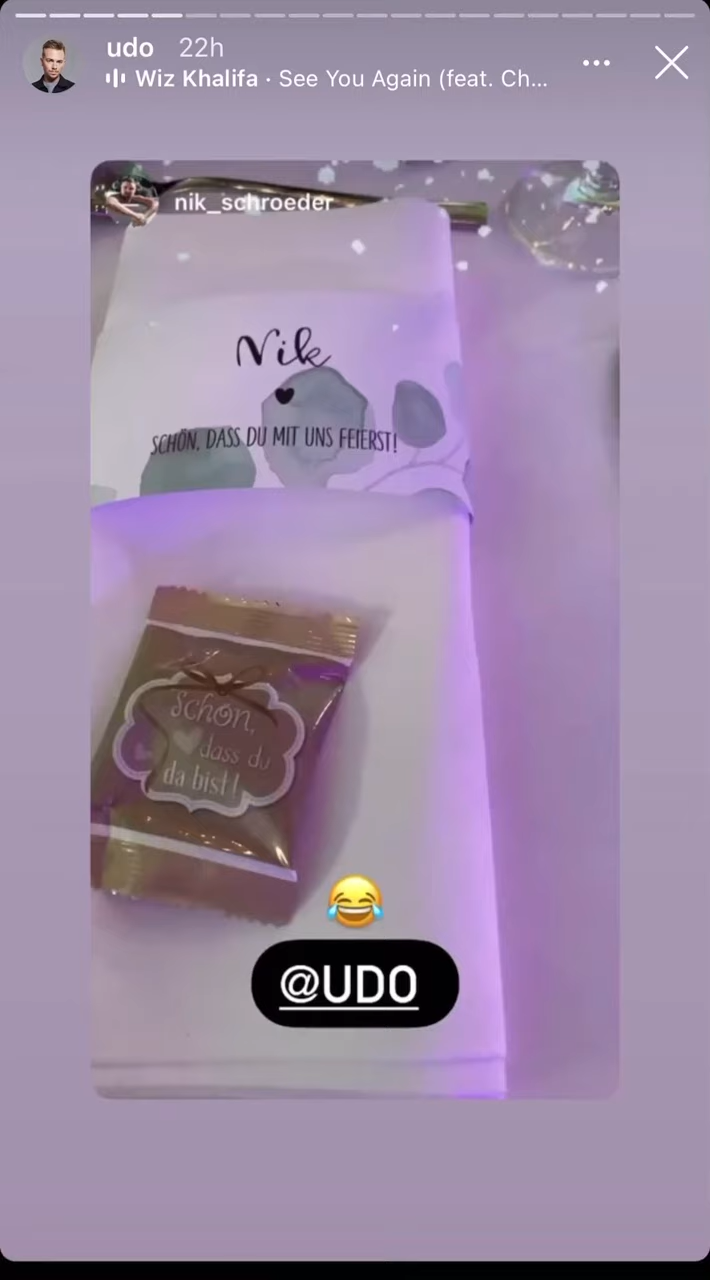 udo 22h
Wiz Khalifa · See You Again (feat. Ch...
nik_schroeder
Nik
SCHÖN, DASS DU MIT UNS FEIERST!
Schön,
dass du
da bist!
@UDO